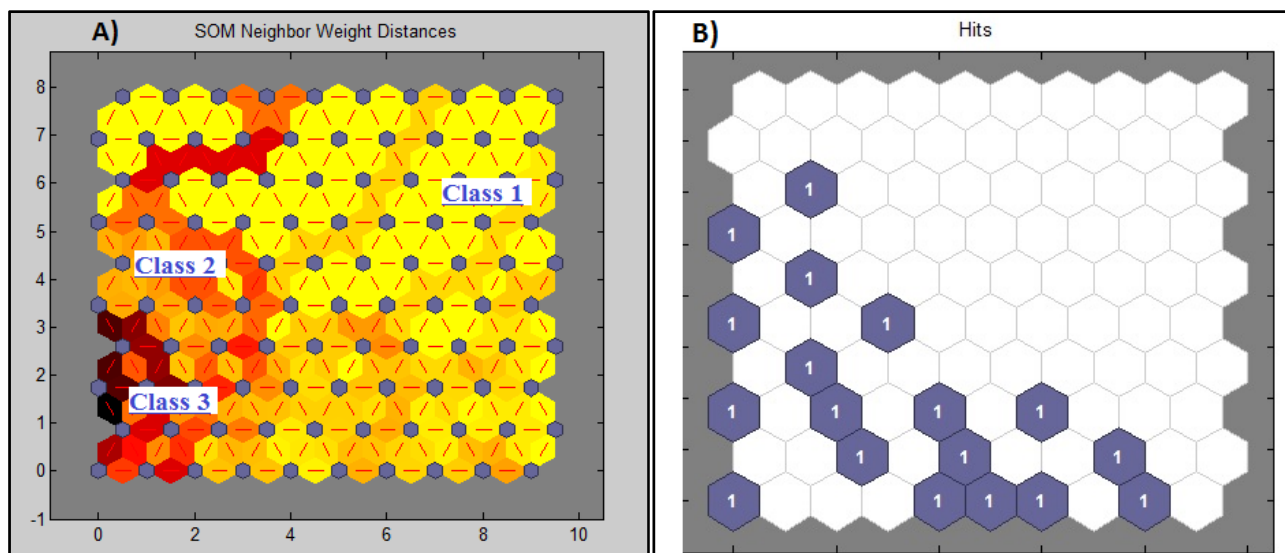 A) SOM Neighbor Weight Distances
8
7
6
5
4
3
2
1
0
-1
0 2 4 6 8 10
Class 1
Class 2
Class 3
B) Hits
1
1
1
1 1
1
1 1 1 1
1 1 1
1 1 1 1 1